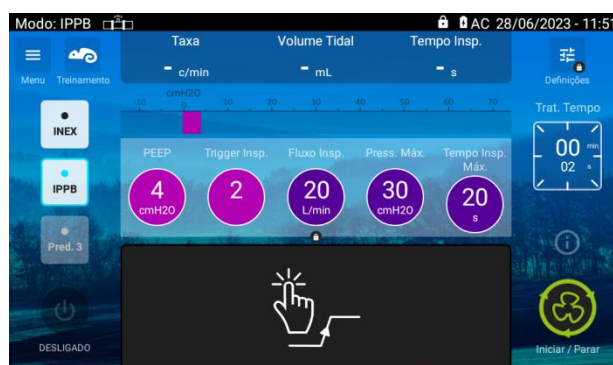 Modo: IPPB AC 28/06/2023 - 11:51
Taxa Volume Tidal Tempo Insp.
- c/min - mL - s
Menu Treinamento Definições
cmH2O
-10 0 10 20 30 40 50 60 70
Trat. Tempo
INEX
00 min
02 s
PEEP Trigger Insp. Fluxo Insp. Press. Máx. Tempo Insp. Máx.
IPPB
4 cmH2O 2 20 L/min 30 cmH2O 20 s
Pred. 3
DESLIGADO
Iniciar / Parar